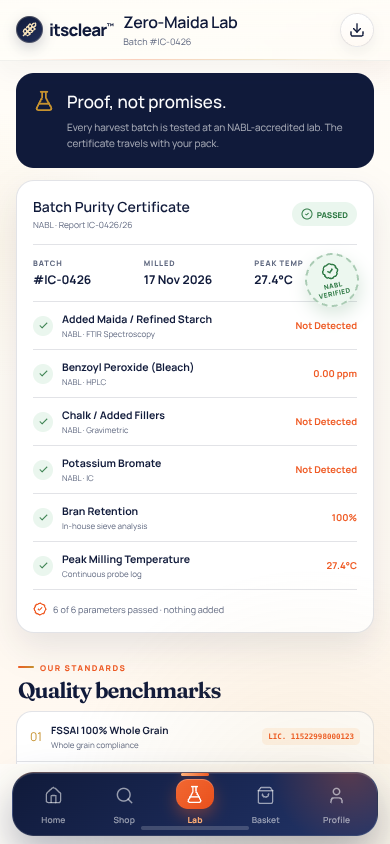 itsclear™
Zero-Maida Lab
Batch #IC-0426
Proof, not promises.
Every harvest batch is tested at an NABL-accredited lab. The
certificate travels with your pack.
Batch Purity Certificate
NABL · Report IC-0426/26
PASSED
BATCH
#IC-0426
MILLED
17 Nov 2026
PEAK TEMP
27.4°C
NABL
VERIFIED
Added Maida / Refined Starch
NABL · FTIR Spectroscopy
Not Detected
Benzoyl Peroxide (Bleach)
NABL · HPLC
0.00 ppm
Chalk / Added Fillers
NABL · Gravimetric
Not Detected
Potassium Bromate
NABL · IC
Not Detected
Bran Retention
In-house sieve analysis
100%
Peak Milling Temperature
Continuous probe log
27.4°C
6 of 6 parameters passed · nothing added
OUR STANDARDS
Quality benchmarks
01
FSSAI 100% Whole Grain
Whole grain compliance
LIC. 11522998000123
Home
Shop
Lab
Basket
Profile